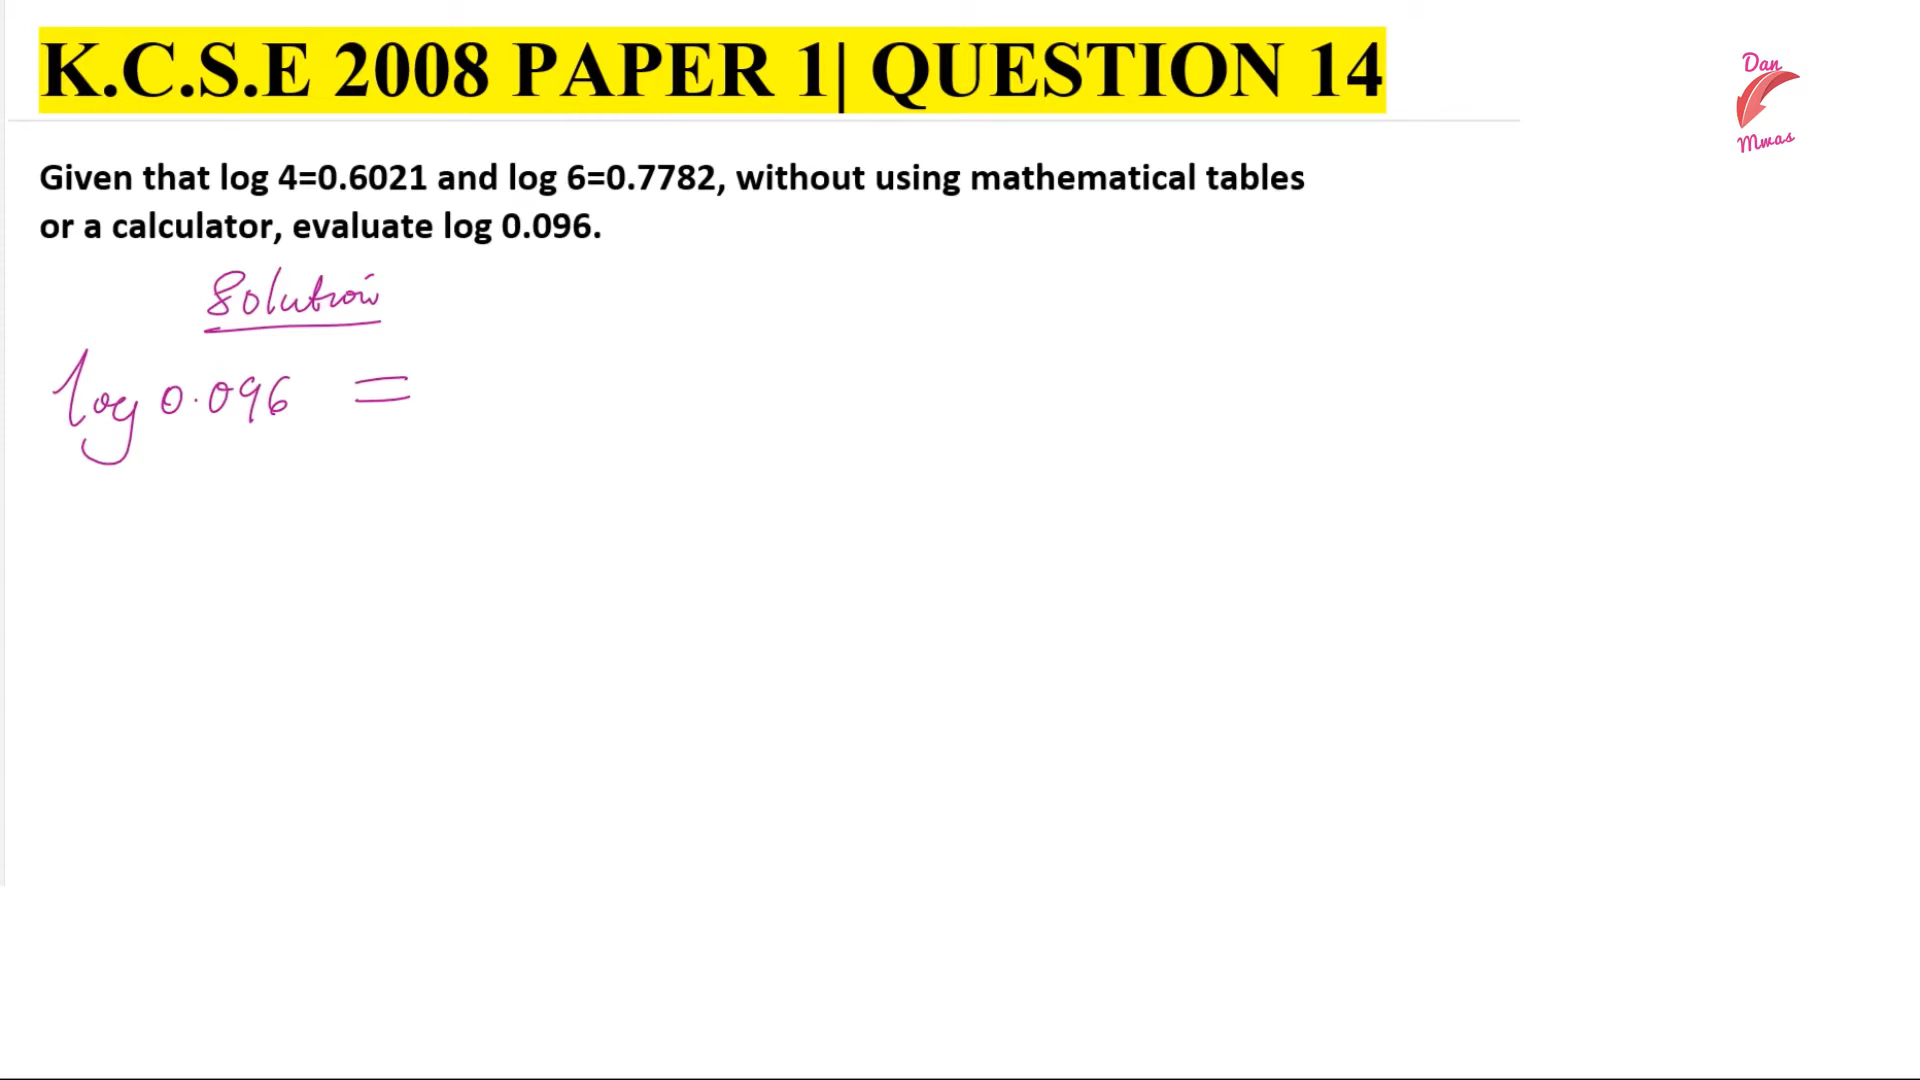 K.C.S.E 2008 PAPER 1| QUESTION 14
Dan
Mwas
Given that log 4=0.6021 and log 6=0.7782, without using mathematical tables
or a calculator, evaluate log 0.096.
Solution
log 0.096 =